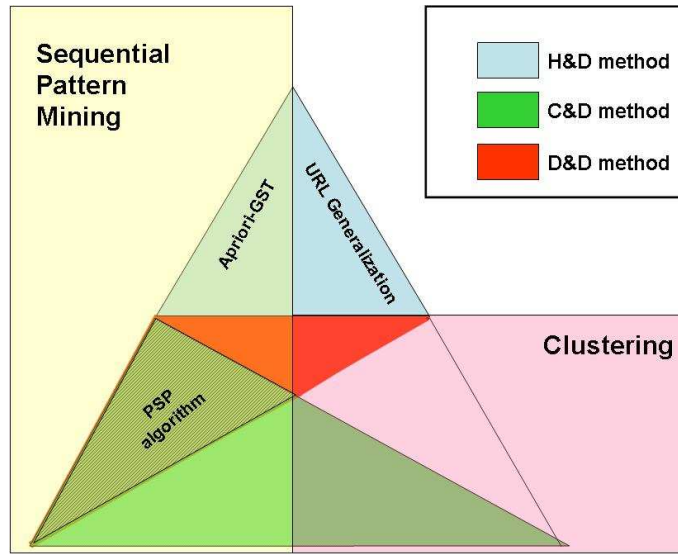 Sequential
Pattern
Mining
H&D method
C&D method
D&D method
Apriori-GST
URL Generalization
Clustering
PSP
algorithm